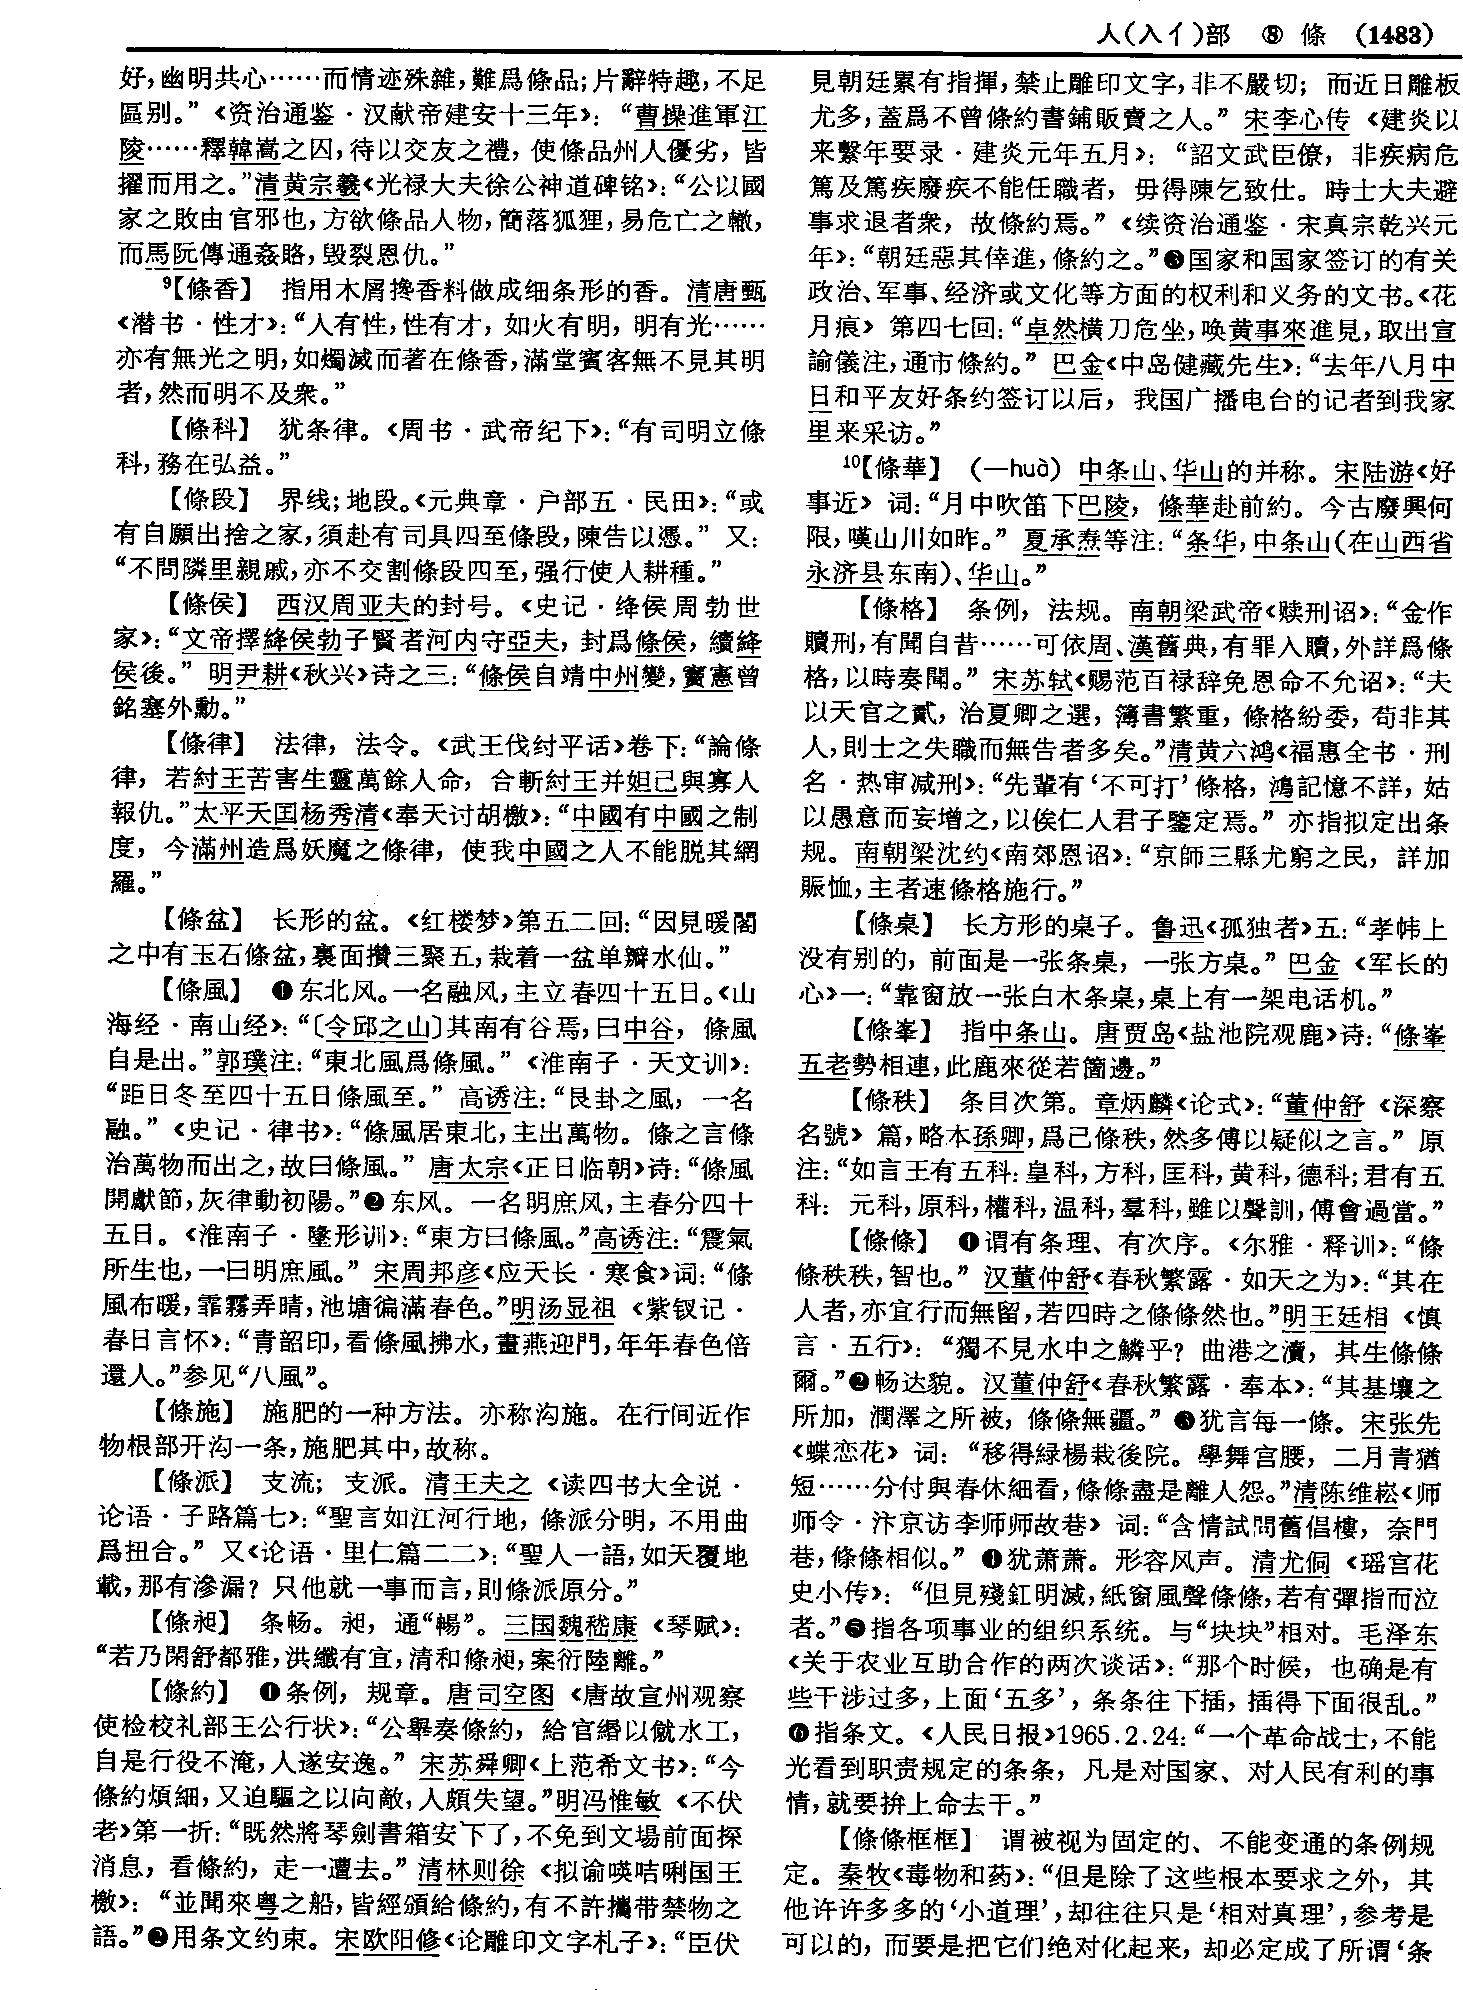 人(入亻)部　⑧　條　(1483)
好，幽明共心……而情迹殊雜，難爲條品；片辭特趣，不足
區别。”《资治通鉴·汉献帝建安十三年》：“曹操進軍江
陵……釋韓嵩之囚，待以交友之禮，使條品州人優劣，皆
擢而用之。”清黄宗羲《光禄大夫徐公神道碑铭》：“公以國
家之敗由官邪也，方欲條品人物，簡落狐狸，易危亡之轍，
而馬阮傳通姦賂，毁裂恩仇。”
⁹【條香】　指用木屑搀香料做成细条形的香。清唐甄
《潜书·性才》：“人有性，性有才，如火有明，明有光……
亦有無光之明，如燭滅而著在條香，滿堂賓客無不見其明
者，然而明不及衆。”
【條科】　犹条律。《周书·武帝纪下》：“有司明立條
科，務在弘益。”
【條段】　界线；地段。《元典章·户部五·民田》：“或
有自願出捨之家，須赴有司具四至條段，陳告以憑。”又：
“不問隣里親戚，亦不交割條段四至，强行使人耕種。”
【條侯】　西汉周亚夫的封号。《史记·绛侯周勃世
家》：“文帝擇絳侯勃子賢者河内守亞夫，封爲條侯，續絳
侯後。”明尹耕《秋兴》诗之三：“條侯自靖中州變，竇憲曾
銘塞外勳。”
【條律】　法律，法令。《武王伐纣平话》卷下：“論條
律，若紂王苦害生靈萬餘人命，合斬紂王并妲己與寡人
報仇。”太平天囯杨秀清《奉天讨胡檄》：“中國有中國之制
度，今滿州造爲妖魔之條律，使我中國之人不能脱其網
羅。”
【條盆】　长形的盆。《红楼梦》第五二回：“因見暖閣
之中有玉石條盆，裏面攢三聚五，栽着一盆单瓣水仙。”
【條風】　❶东北风。一名融风，主立春四十五日。《山
海经·南山经》：“〔令邱之山〕其南有谷焉，曰中谷，條風
自是出。”郭璞注：“東北風爲條風。”《淮南子·天文训》：
“距日冬至四十五日條風至。”高诱注：“艮卦之風，一名
融。”《史记·律书》：“條風居東北，主出萬物。條之言條
治萬物而出之，故曰條風。”唐太宗《正日临朝》诗：“條風
開獻節，灰律動初陽。”❷东风。一名明庶风，主春分四十
五日。《淮南子·墬形训》：“東方曰條風。”高诱注：“震氣
所生也，一曰明庶風。”宋周邦彦《应天长·寒食》词：“條
風布暖，霏霧弄晴，池塘徧滿春色。”明汤显祖《紫钗记·
春日言怀》：“青韶印，看條風拂水，畫燕迎門，年年春色倍
還人。”参见“八風”。
【條施】　施肥的一种方法。亦称沟施。在行间近作
物根部开沟一条，施肥其中，故称。
【條派】　支流；支派。清王夫之《读四书大全说·
论语·子路篇七》：“聖言如江河行地，條派分明，不用曲
爲扭合。”又《论语·里仁篇二二》：“聖人一語，如天覆地
載，那有滲漏？只他就一事而言，則條派原分。”
【條昶】　条畅。昶，通“暢”。三国魏嵇康《琴赋》：
“若乃閑舒都雅，洪纖有宜，清和條昶，案衍陸離。”
【條約】　❶条例，规章。唐司空图《唐故宣州观察
使检校礼部王公行状》：“公舉奏條約，給官緡以僦水工，
自是行役不淹，人遂安逸。”宋苏舜卿《上范希文书》：“今
條約煩細，又迫驅之以向敵，人頗失望。”明冯惟敏《不伏
老》第一折：“既然將琴劍書箱安下了，不免到文場前面探
消息，看條約，走一遭去。”清林则徐《拟谕㗲咭唎国王
檄》：“並聞來粤之船，皆經頒給條約，有不許攜带禁物之
語。”❷用条文约束。宋欧阳修《论雕印文字札子》：“臣伏
見朝廷累有指揮，禁止雕印文字，非不嚴切；而近日雕板
尤多，蓋爲不曾條約書鋪販賣之人。”宋李心传《建炎以
来繫年要录·建炎元年五月》：“詔文武臣僚，非疾病危
篤及篤疾廢疾不能任職者，毋得陳乞致仕。時士大夫避
事求退者衆，故條約焉。”《续资治通鉴·宋真宗乾兴元
年》：“朝廷惡其倖進，條約之。”❸国家和国家签订的有关
政治、军事、经济或文化等方面的权利和义务的文书。《花
月痕》第四七回：“卓然横刀危坐，唤黄事來進見，取出宣
諭儀注，通市條約。”巴金《中岛健藏先生》：“去年八月中
日和平友好条约签订以后，我国广播电台的记者到我家
里来采访。”
¹⁰【條華】　(—huà)中条山、华山的并称。宋陆游《好
事近》词：“月中吹笛下巴陵，條華赴前約。今古廢興何
限，嘆山川如昨。”夏承焘等注：“条华，中条山(在山西省
永济县东南)、华山。”
【條格】　条例，法规。南朝梁武帝《赎刑诏》：“金作
贖刑，有聞自昔……可依周、漢舊典，有罪入贖，外詳爲條
格，以時奏聞。”宋苏轼《赐范百禄辞免恩命不允诏》：“夫
以天官之貳，治夏卿之選，簿書繁重，條格紛委，苟非其
人，則士之失職而無告者多矣。”清黄六鸿《福惠全书·刑
名·热审减刑》：“先輩有‘不可打’條格，鴻記憶不詳，姑
以愚意而妄增之，以俟仁人君子鑒定焉。”亦指拟定出条
规。南朝梁沈约《南郊恩诏》：“京師三縣尤窮之民，詳加
賑恤，主者速條格施行。”
【條桌】　长方形的桌子。鲁迅《孤独者》五：“孝帏上
没有别的，前面是一张条桌，一张方桌。”巴金《军长的
心》一：“靠窗放一张白木条桌，桌上有一架电话机。”
【條峯】　指中条山。唐贾岛《盐池院观鹿》诗：“條峯
五老勢相連，此鹿來從若箇邊。”
【條秩】　条目次第。章炳麟《论式》：“董仲舒《深察
名號》篇，略本孫卿，爲己條秩，然多傅以疑似之言。”原
注：“如言王有五科：皇科，方科，匡科，黄科，德科；君有五
科：元科，原科，權科，温科，羣科，雖以聲訓，傅會過當。”
【條條】　❶谓有条理、有次序。《尔雅·释训》：“條
條秩秩，智也。”汉董仲舒《春秋繁露·如天之为》：“其在
人者，亦宜行而無留，若四時之條條然也。”明王廷相《慎
言·五行》：“獨不見水中之鱗乎？曲港之瀆，其生條條
爾。”❷畅达貌。汉董仲舒《春秋繁露·奉本》：“其基壤之
所加，潤澤之所被，條條無疆。”❸犹言每一條。宋张先
《蝶恋花》词：“移得緑楊栽後院。學舞宫腰，二月青猶
短……分付與春休細看，條條盡是離人怨。”清陈维崧《师
师令·汴京访李师师故巷》词：“含情試問舊倡樓，奈門
巷，條條相似。”❹犹萧萧。形容风声。清尤侗《瑶宫花
史小传》：“但見殘釭明滅，紙窗風聲條條，若有彈指而泣
者。”❺指各项事业的组织系统。与“块块”相对。毛泽东
《关于农业互助合作的两次谈话》：“那个时候，也确是有
些干涉过多，上面‘五多’，条条往下插，插得下面很乱。”
❻指条文。《人民日报》1965.2.24：“一个革命战士，不能
光看到职责规定的条条，凡是对国家、对人民有利的事
情，就要拚上命去干。”
【條條框框】　谓被视为固定的、不能变通的条例规
定。秦牧《毒物和药》：“但是除了这些根本要求之外，其
他许许多多的‘小道理’，却往往只是‘相对真理’，参考是
可以的，而要是把它们绝对化起来，却必定成了所谓‘条